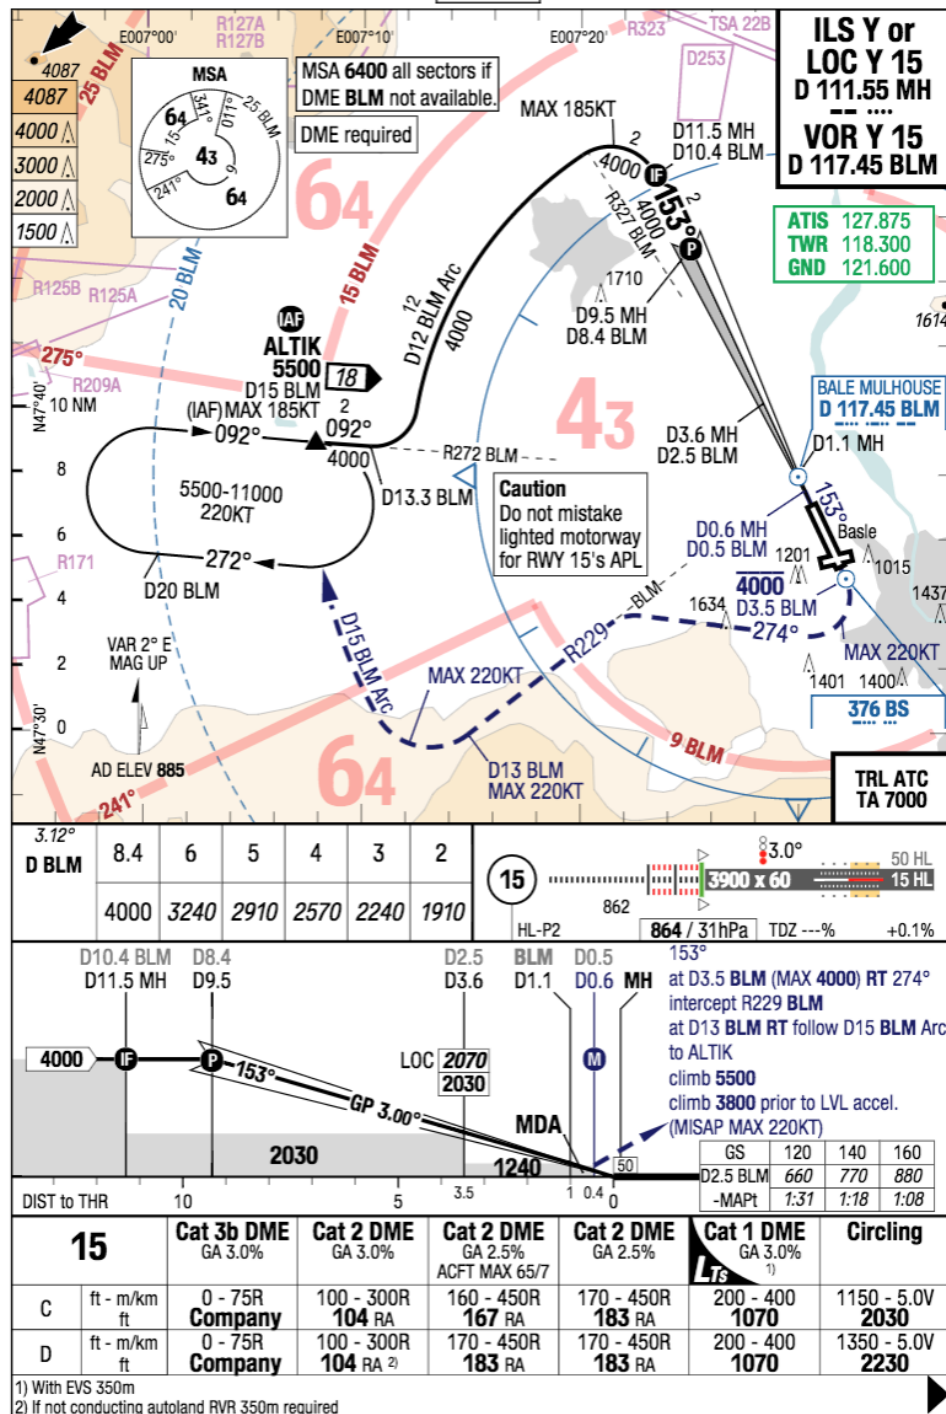 E007°00'
R127A
R127B
E007°10'
E007°20'
R323
TSA 22B
ILS Y or
LOC Y 15
D 111.55 MH
VOR Y 15
D 117.45 BLM
4087
25 BLM
4087
4000
3000
2000
1500
MSA
64
341°
011°
25 BLM
15
275°
43
9
241°
64
MSA 6400 all sectors if
DME BLM not available.
DME required
D253
MAX 185KT
2
4000
IF
D11.5 MH
D10.4 BLM
153°
2
4000
R327 BLM
P
ATIS 127.875
TWR 118.300
GND 121.600
64
20 BLM
15 BLM
R125B
R125A
1710
D9.5 MH
D8.4 BLM
1614
IAF
ALTIK
5500
D15 BLM
18
12
D12 BLM Arc
4000
275°
R209A
N47°40'
10 NM
(IAF) MAX 185KT
2
092°
092°
4000
R272 BLM
D13.3 BLM
43
BALE MULHOUSE
D 117.45 BLM
D3.6 MH
D2.5 BLM
D1.1 MH
8
5500-11000
220KT
Caution
Do not mistake
lighted motorway
for RWY 15's APL
153°
D0.6 MH
D0.5 BLM
Basle
6
272°
R171
D20 BLM
1201
1015
4000
D3.5 BLM
1437
4
BLM
1634
274°
MAX 220KT
VAR 2° E
MAG UP
D15 BLM Arc
MAX 220KT
R229
1401
1400
2
376 BS
N47°30'
0
9 BLM
AD ELEV 885
64
D13 BLM
MAX 220KT
241°
TRL ATC
TA 7000
3.12°
D BLM 8.4 6 5 4 3 2
4000 3240 2910 2570 2240 1910
15
3.0°
50 HL
3900 x 60
15 HL
862
HL-P2
864 / 31hPa
TDZ ---%
+0.1%
D10.4 BLM D8.4 D2.5 BLM D0.5
D11.5 MH D9.5 D3.6 D1.1 D0.6 MH
153°
at D3.5 BLM (MAX 4000) RT 274°
intercept R229 BLM
at D13 BLM RT follow D15 BLM Arc
to ALTIK
climb 5500
climb 3800 prior to LVL accel.
(MISAP MAX 220KT)
4000
IF
P
153°
GP 3.00°
LOC 2070
2030
M
MDA
2030
1240
50
GS 120 140 160
D2.5 BLM 660 770 880
-MAPt 1:31 1:18 1:08
DIST to THR 10 5 3.5 1 0.4 0
15
Cat 3b DME
GA 3.0%
Cat 2 DME
GA 3.0%
Cat 2 DME
GA 2.5%
ACFT MAX 65/7
Cat 2 DME
GA 2.5%
Cat 1 DME
GA 3.0%
LTS
1)
Circling
C ft - m/km 0 - 75R 100 - 300R 160 - 450R 170 - 450R 200 - 400 1150 - 5.0V
ft Company 104 RA 167 RA 183 RA 1070 2030
D ft - m/km 0 - 75R 100 - 300R 170 - 450R 170 - 450R 200 - 400 1350 - 5.0V
ft Company 104 RA 2) 183 RA 183 RA 1070 2230
1) With EVS 350m
2) If not conducting autoland RVR 350m required